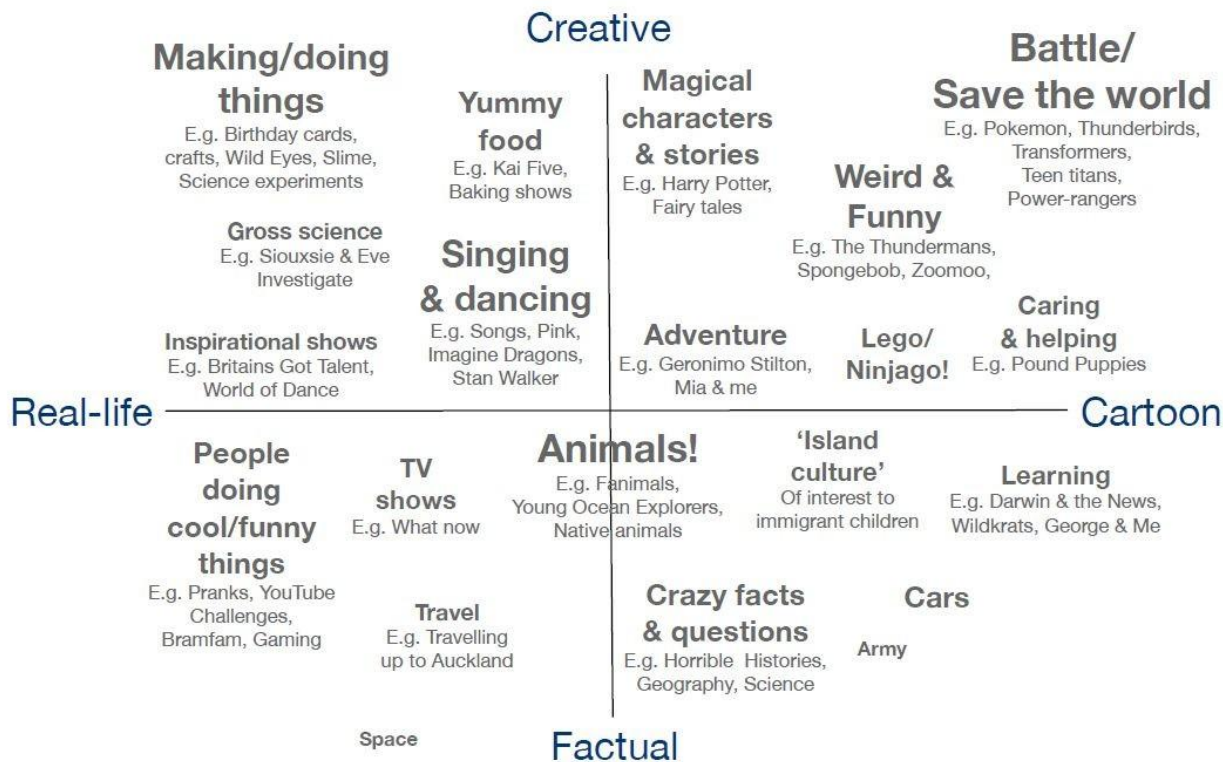 Creative
Making/doing
things
E.g. Birthday cards,
crafts, Wild Eyes, Slime,
Science experiments
Yummy
food
E.g. Kai Five,
Baking shows
Gross science
E.g. Siouxsie & Eve
Investigate
Singing
& dancing
E.g. Songs, Pink,
Imagine Dragons,
Stan Walker
Inspirational shows
E.g. Britains Got Talent,
World of Dance
Magical
characters
& stories
E.g. Harry Potter,
Fairy tales
Battle/
Save the world
E.g. Pokemon, Thunderbirds,
Transformers,
Teen titans,
Power-rangers
Weird &
Funny
E.g. The Thundermans,
Spongebob, Zoomoo,
Adventure
E.g. Geronimo Stilton,
Mia & me
Lego/
Ninjago!
Caring
& helping
E.g. Pound Puppies
Real-life
Cartoon
People
doing
cool/funny
things
E.g. Pranks, YouTube
Challenges,
Bramfam, Gaming
TV
shows
E.g. What now
Animals!
E.g. Fanimals,
Young Ocean Explorers,
Native animals
'Island
culture'
Of interest to
immigrant children
Learning
E.g. Darwin & the News,
Wildkrats, George & Me
Travel
E.g. Travelling
up to Auckland
Crazy facts
& questions
E.g. Horrible Histories,
Geography, Science
Cars
Army
Space
Factual